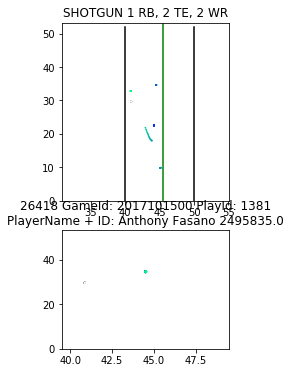 SHOTGUN 1 RB, 2 TE, 2 WR
50
40
30
20
10
0
35 40 45 50 55
26418 GameId: 2017101500 PlayId: 1381
PlayerName + ID: Anthony Fasano 2495835.0
40
20
0
40.0 42.5 45.0 47.5